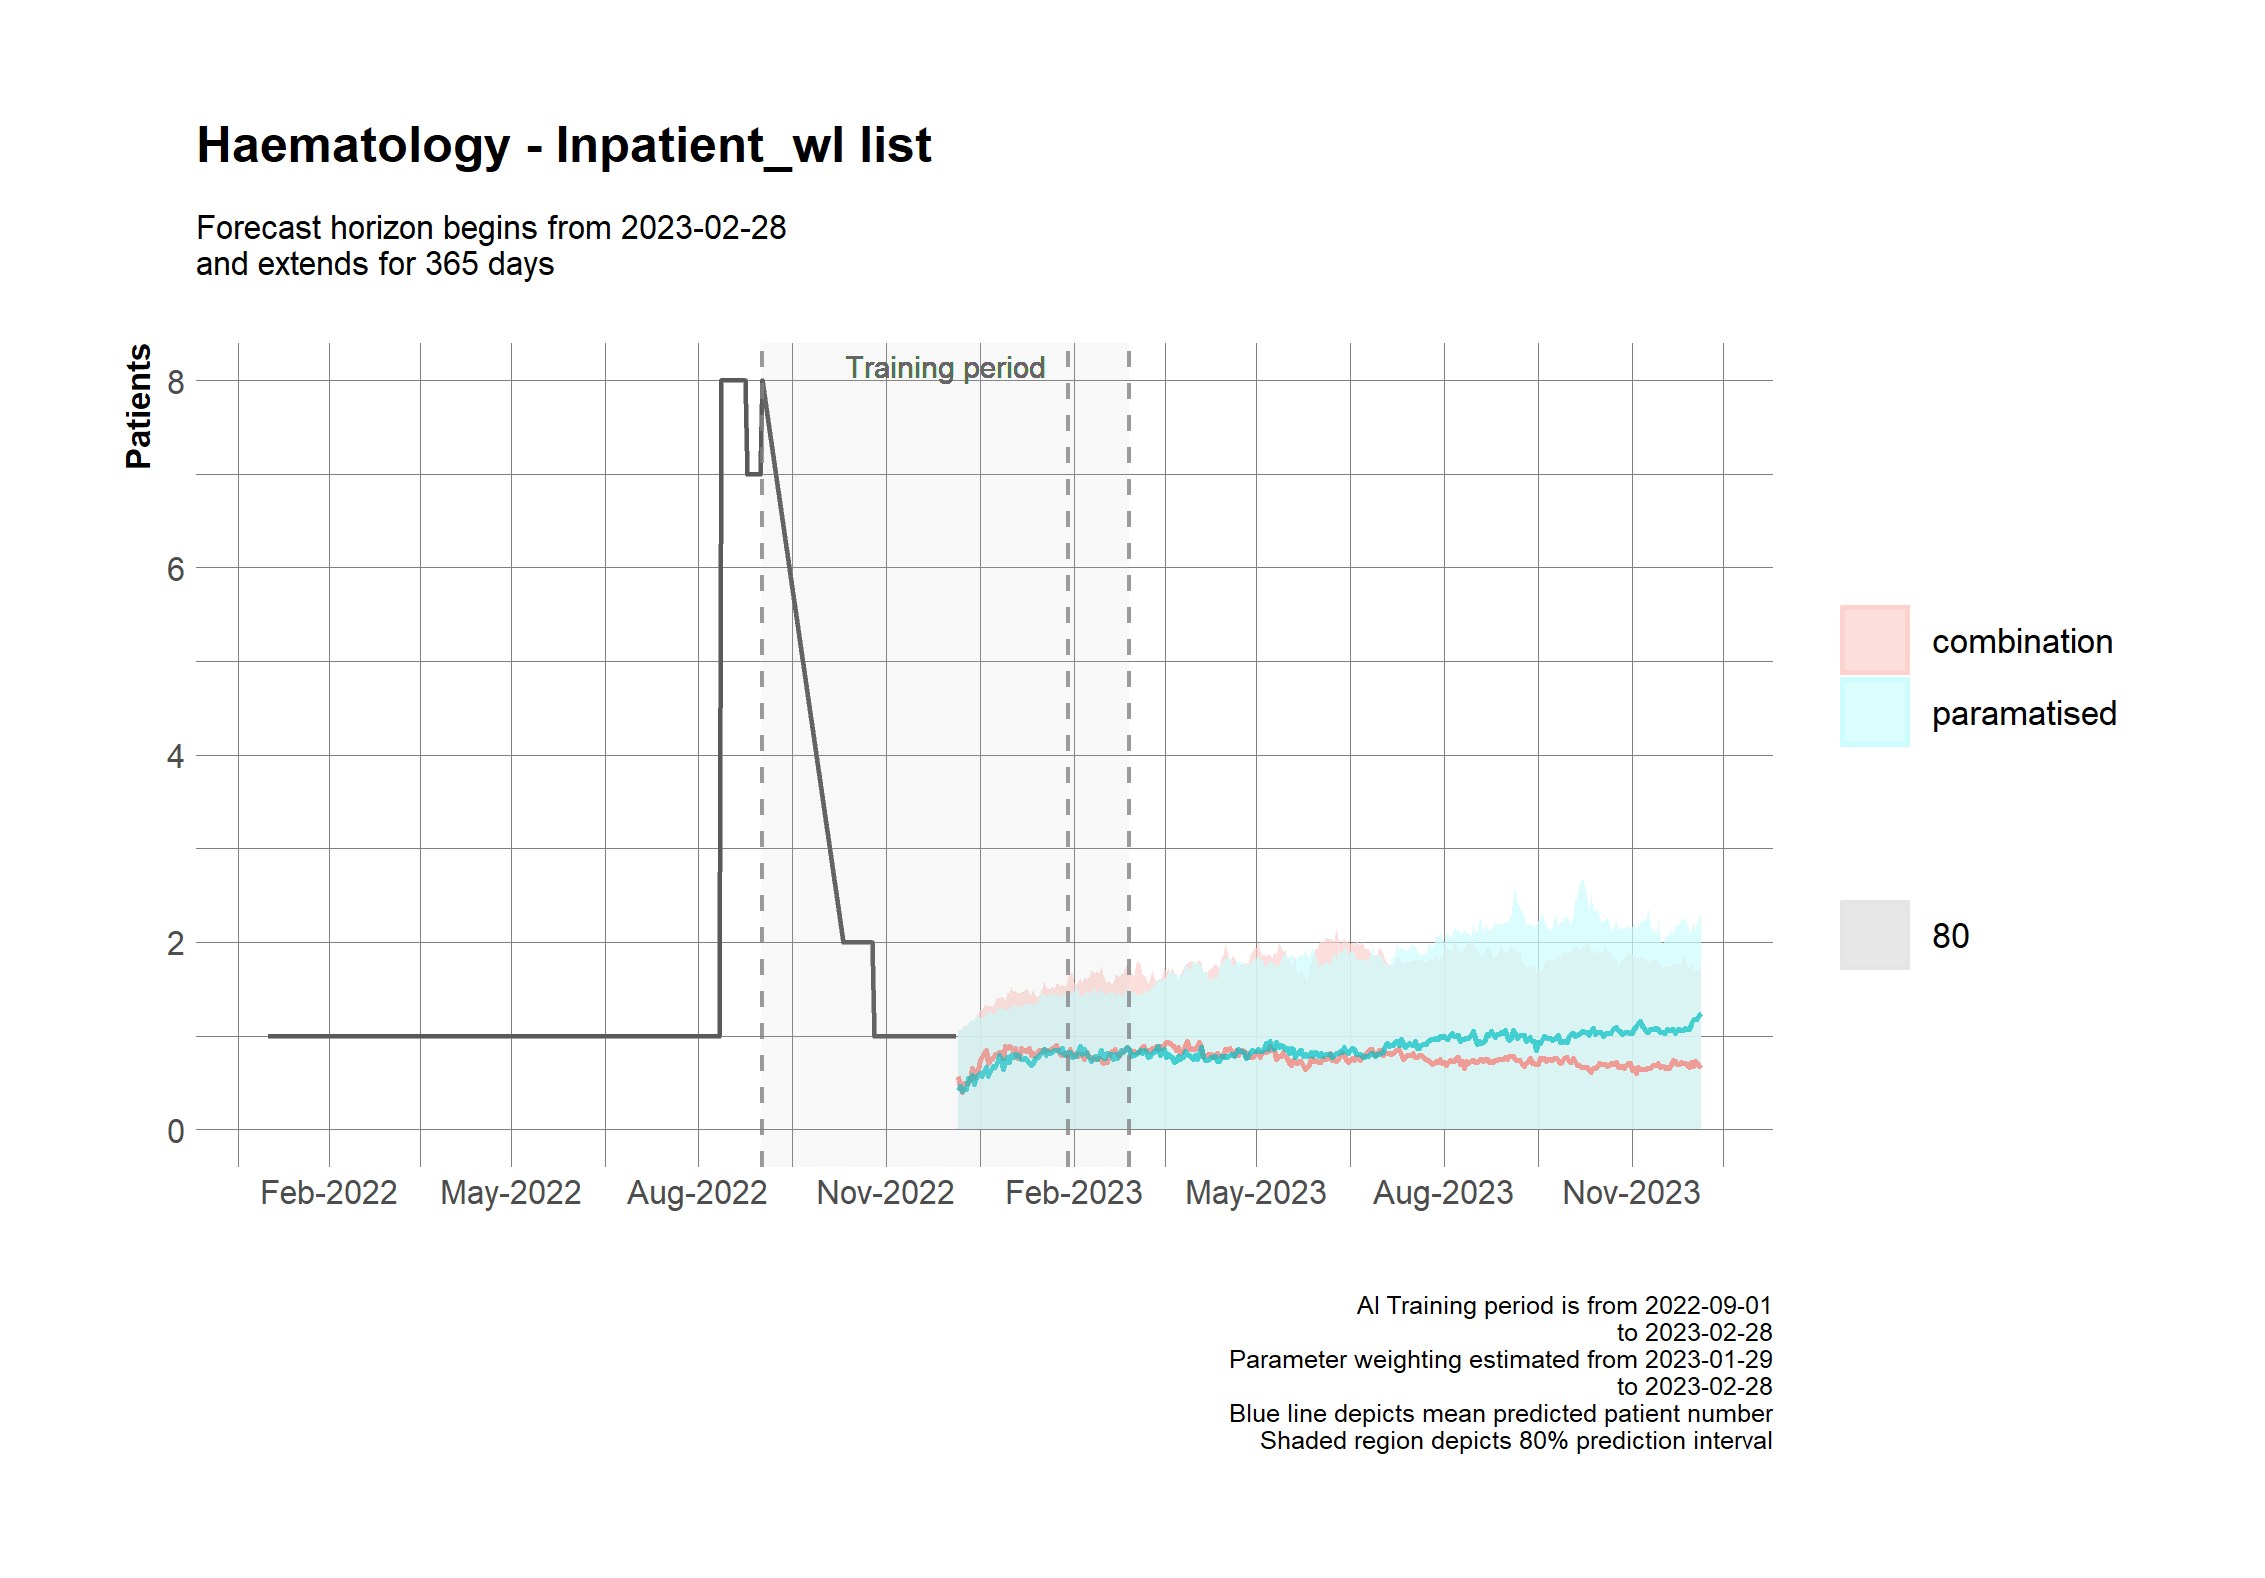 Haematology - Inpatient_wl list
Forecast horizon begins from 2023-02-28
and extends for 365 days
Patients
Training period
8
6
4
2
0
Feb-2022
May-2022
Aug-2022
Nov-2022
Feb-2023
May-2023
Aug-2023
Nov-2023
combination
paramatised
80
AI Training period is from 2022-09-01
to 2023-02-28
Parameter weighting estimated from 2023-01-29
to 2023-02-28
Blue line depicts mean predicted patient number
Shaded region depicts 80% prediction interval